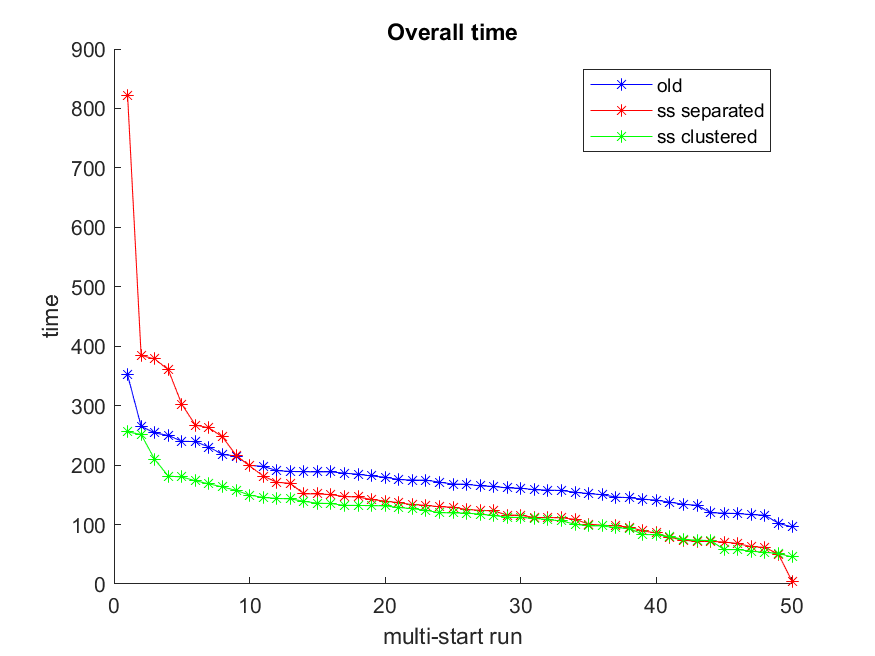 Overall time
900
800
700
600
500
400
300
200
100
0
time
0 10 20 30 40 50
multi-start run
old
ss separated
ss clustered